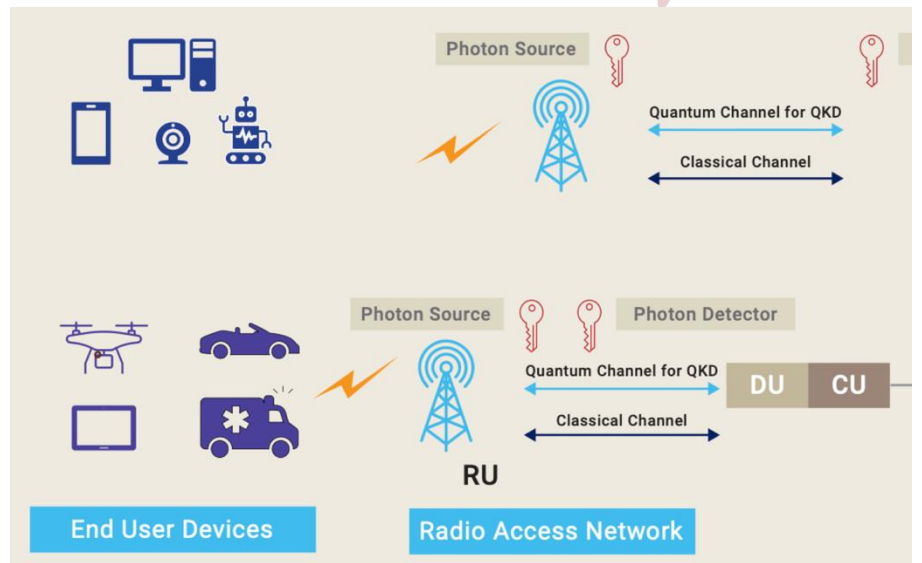 Photon Source
Quantum Channel for QKD
Classical Channel
Photon Source
Photon Detector
Quantum Channel for QKD
DU
CU
Classical Channel
RU
End User Devices
Radio Access Network